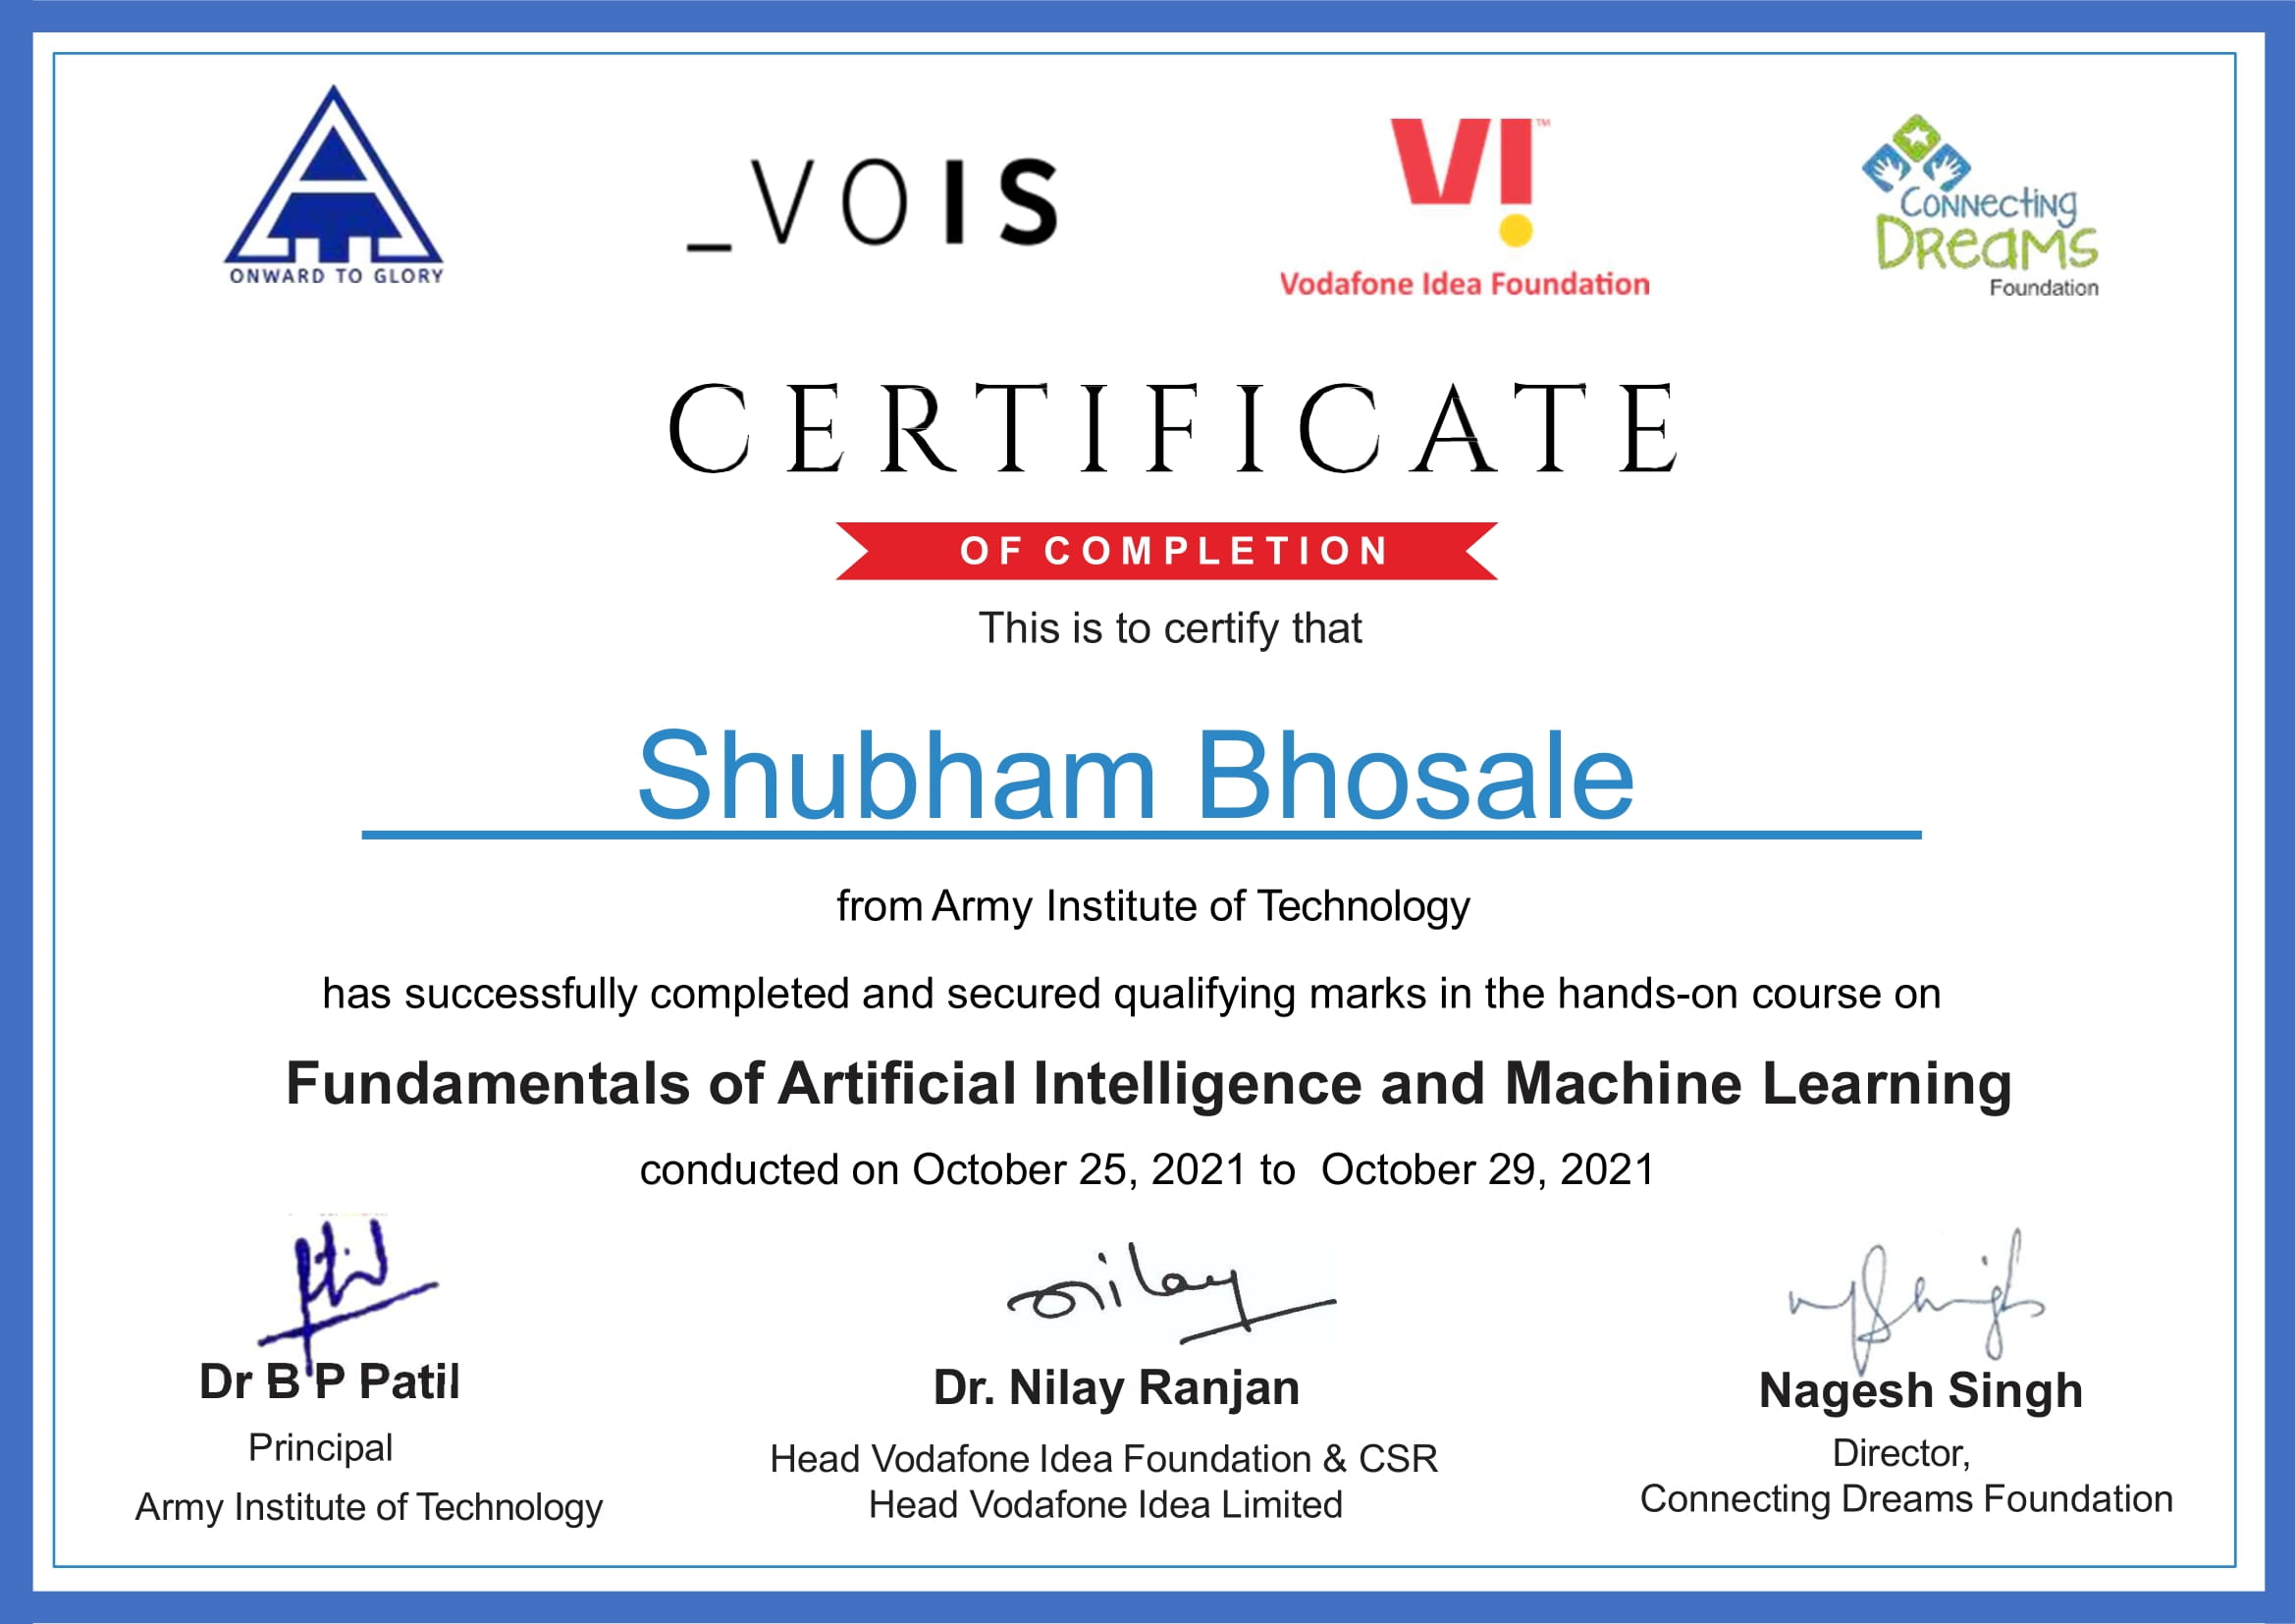 ONWARD TO GLORY
_VOIS
VI™
Vodafone Idea Foundation
Connecting
Dreams
Foundation
CERTIFICATE
OF COMPLETION
This is to certify that
Shubham Bhosale
from Army Institute of Technology
has successfully completed and secured qualifying marks in the hands-on course on
Fundamentals of Artificial Intelligence and Machine Learning
conducted on October 25, 2021 to October 29, 2021
nilay
Dr B P Patil
Principal
Army Institute of Technology
Dr. Nilay Ranjan
Head Vodafone Idea Foundation & CSR
Head Vodafone Idea Limited
Nagesh Singh
Director,
Connecting Dreams Foundation